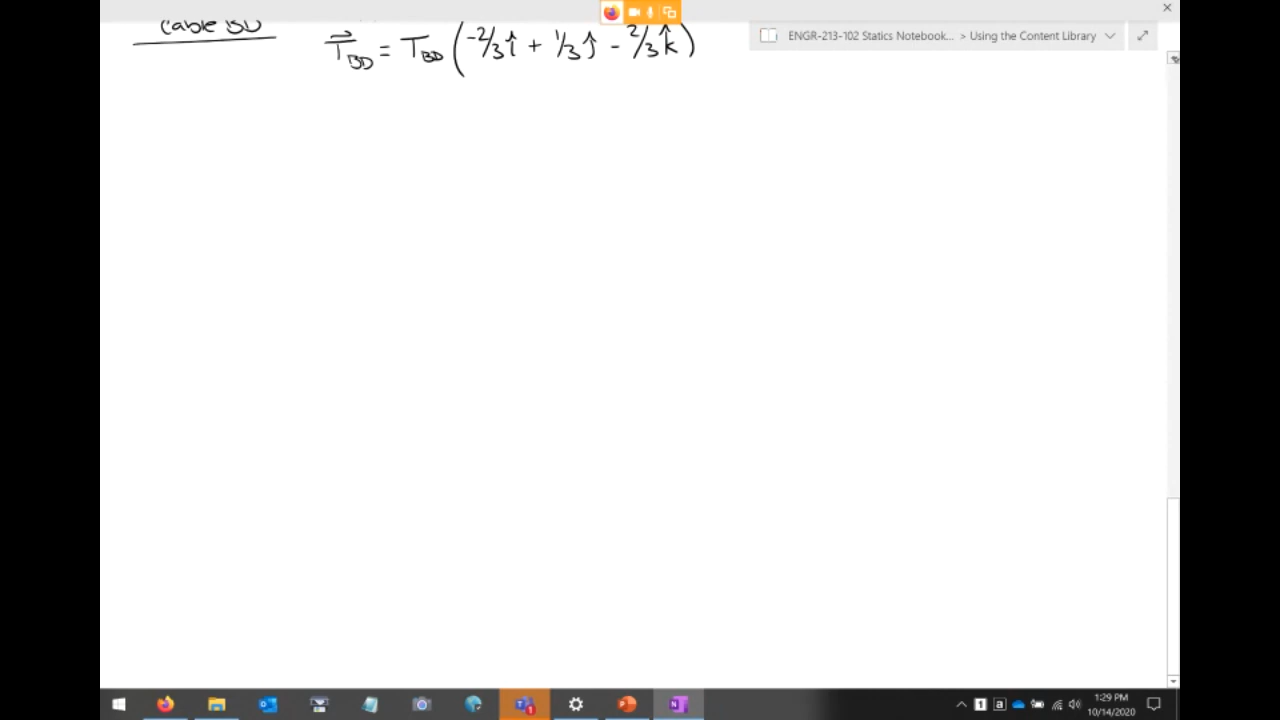 Cable BD
T⃗_BD = T_BD (-2/3 î + 1/3 ĵ - 2/3 k̂)
ENGR-213-102 Statics Notebook... > Using the Content Library
1:29 PM
10/14/2020